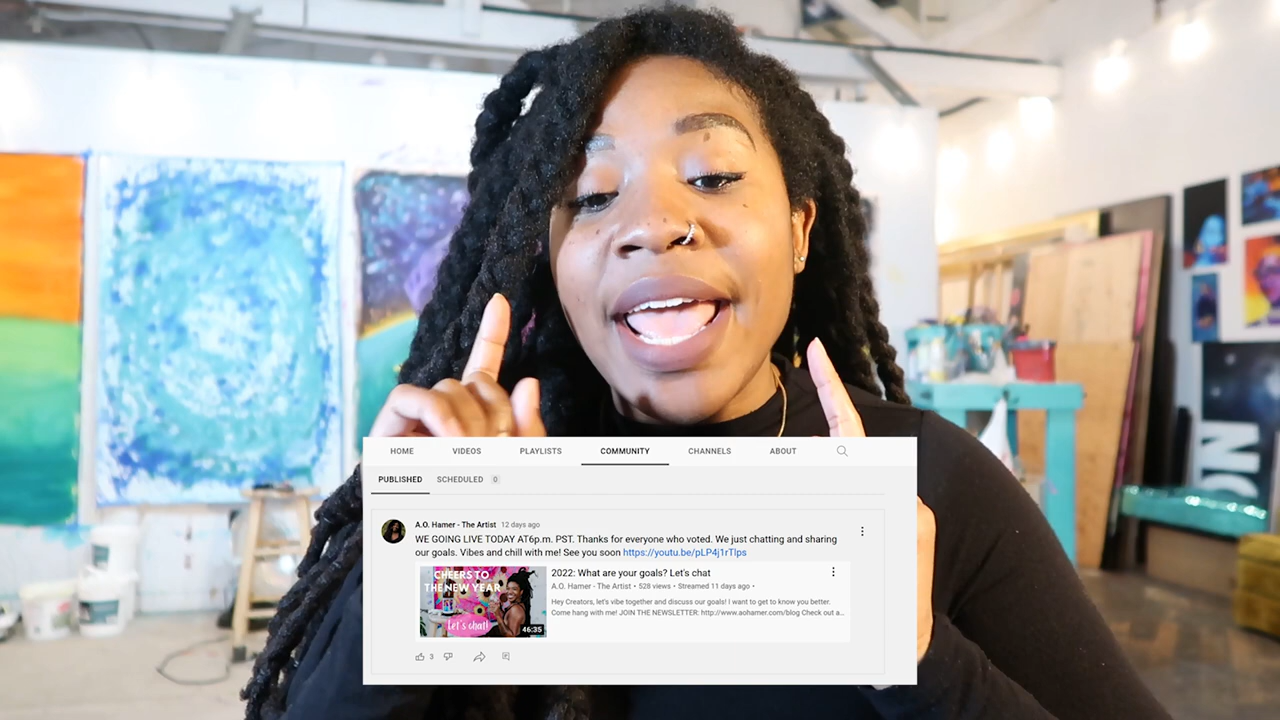 HOME VIDEOS PLAYLISTS COMMUNITY CHANNELS ABOUT
PUBLISHED SCHEDULED 0
A.O. Hamer - The Artist 12 days ago
WE GOING LIVE TODAY AT6p.m. PST. Thanks for everyone who voted. We just chatting and sharing
our goals. Vibes and chill with me! See you soon https://youtu.be/pLP4j1rTlps
CHEERS TO
THE NEW YEAR
Let's chat!
46:35
2022: What are your goals? Let's chat
A.O. Hamer - The Artist • 528 views • Streamed 11 days ago •
Hey Creators, let's vibe together and discuss our goals! I want to get to know you better.
Come hang with me! JOIN THE NEWSLETTER: http://www.aohamer.com/blog Check out a...
3
ON